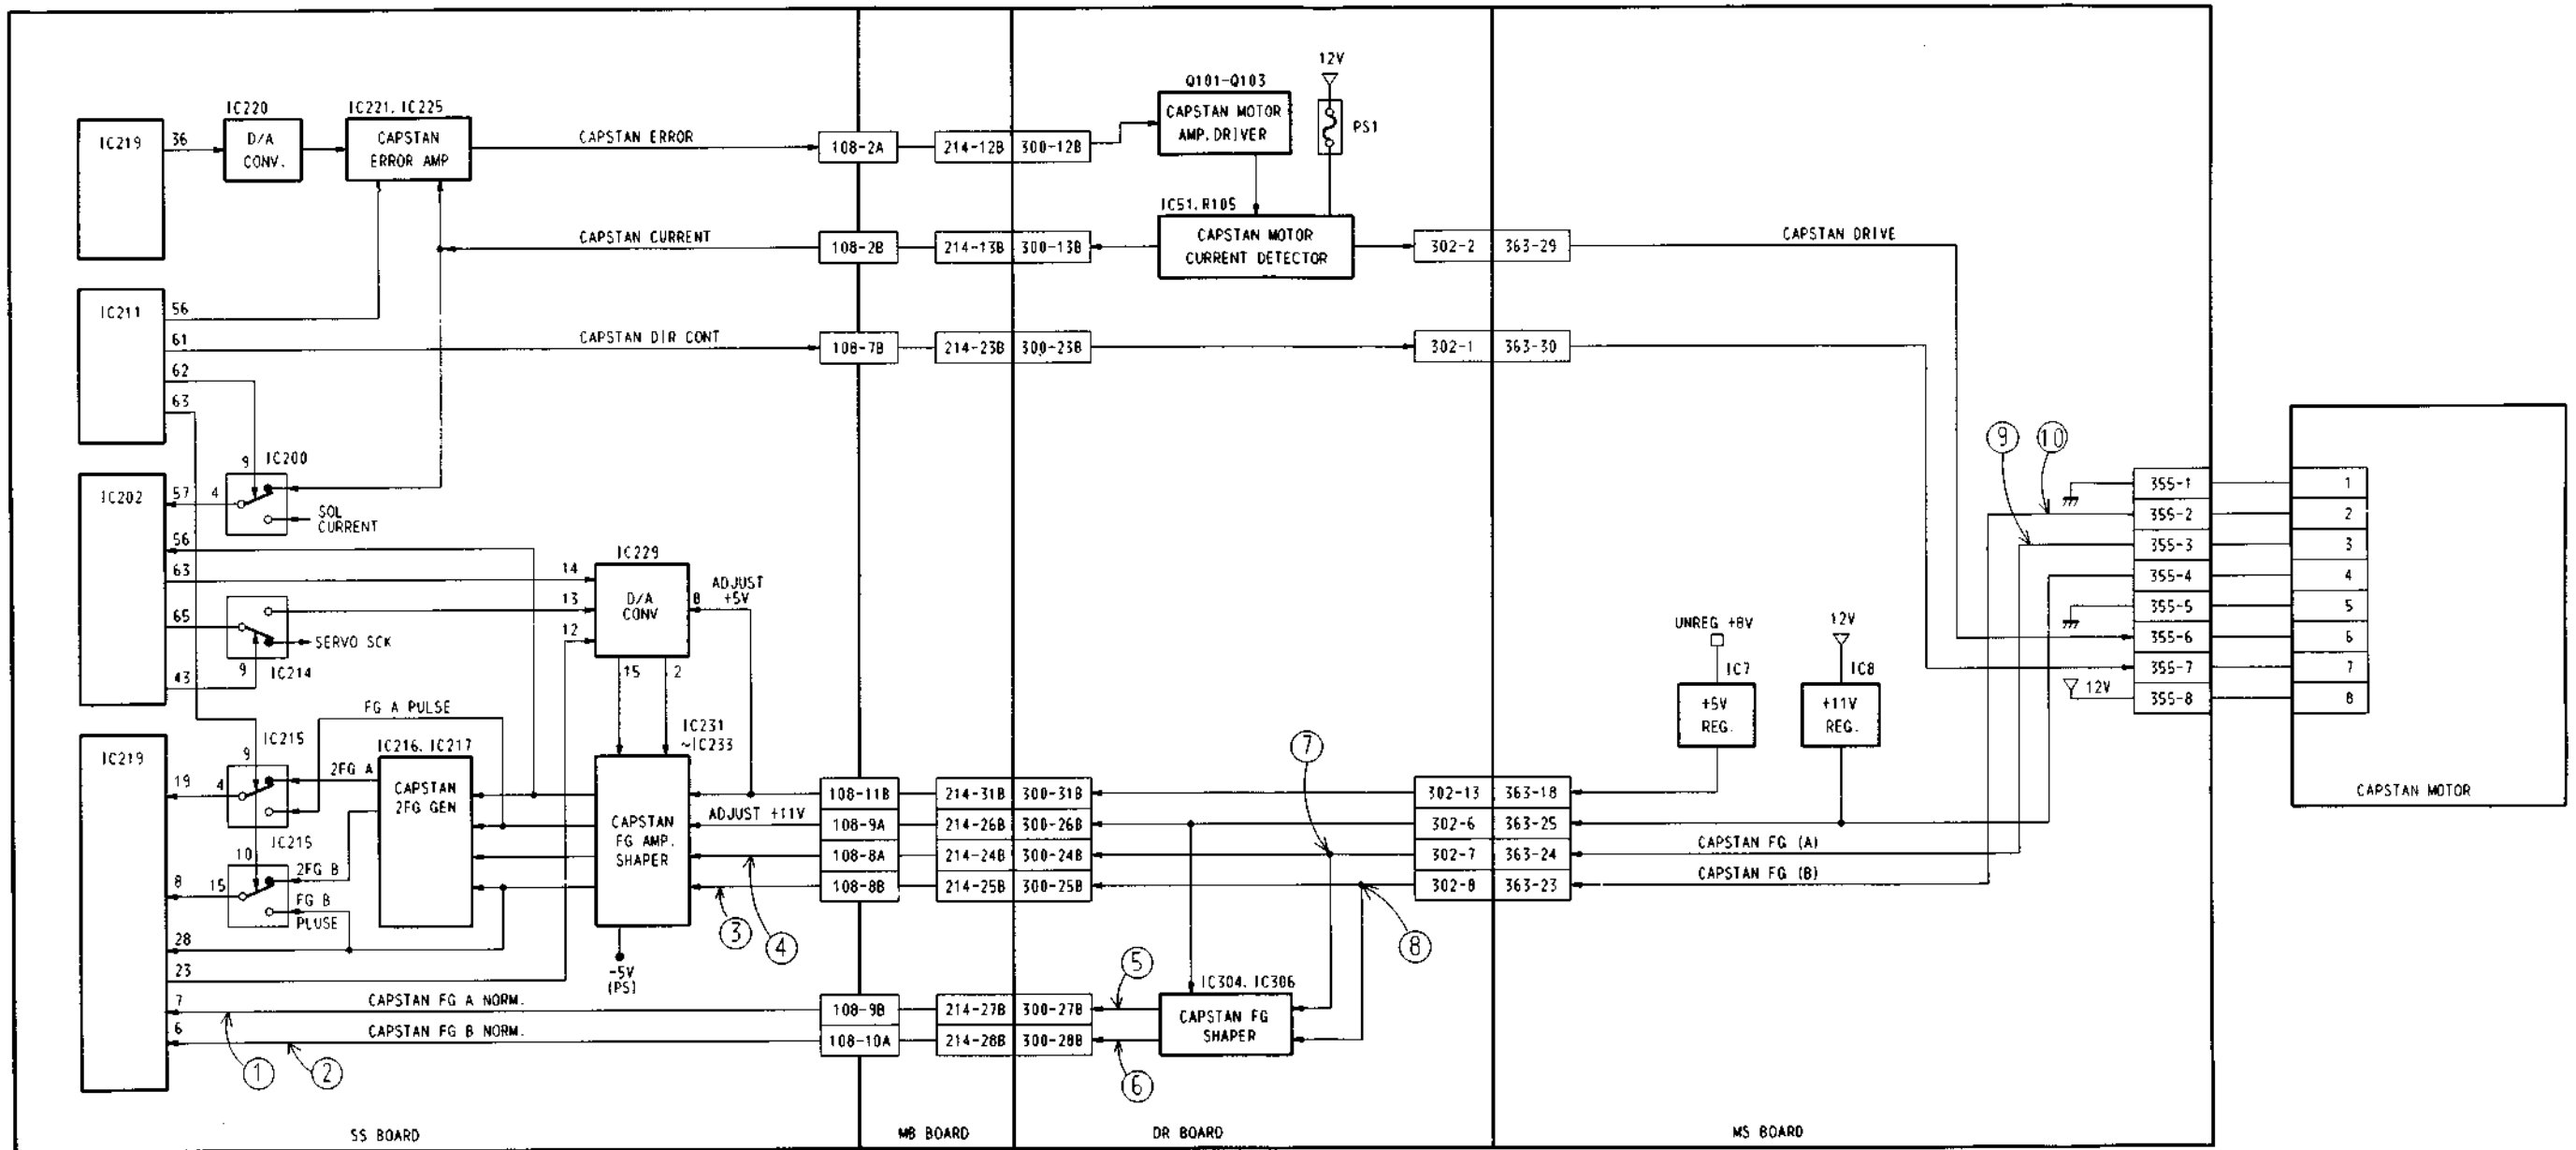 12V
Q101-Q103
CAPSTAN MOTOR
AMP. DRIVER
PS1
IC219
36
IC220
D/A
CONV.
IC221, IC225
CAPSTAN
ERROR AMP
CAPSTAN ERROR
108-2A
214-12B
300-12B
IC51, R105
CAPSTAN MOTOR
CURRENT DETECTOR
CAPSTAN CURRENT
108-2B
214-13B
300-13B
302-2
363-29
CAPSTAN DRIVE
IC211
56
61
62
63
CAPSTAN DIR CONT
108-7B
214-23B
300-23B
302-1
363-30
9
IC200
IC202
57
4
SOL
CURRENT
56
63
65
43
9
IC214
SERVO SCK
14
13
12
IC229
D/A
CONV
8
ADJUST
+5V
15
2
9
10
355-1
355-2
355-3
355-4
355-5
355-6
355-7
355-8
12V
1
2
3
4
5
6
7
8
CAPSTAN MOTOR
UNREG +8V
IC7
+5V
REG.
12V
IC8
+11V
REG.
FG A PULSE
IC219
19
8
28
23
7
6
9
IC215
4
2FG A
IC216, IC217
CAPSTAN
2FG GEN
10
IC215
15
2FG B
FG B
PLUSE
IC231
~IC233
CAPSTAN
FG AMP.
SHAPER
-5V
(PS)
ADJUST +11V
108-11B
214-31B
300-31B
302-13
363-18
108-9A
214-26B
300-26B
302-6
363-25
108-8A
214-24B
300-24B
302-7
363-24
CAPSTAN FG (A)
108-8B
214-25B
300-25B
302-8
363-23
CAPSTAN FG (B)
7
3
4
8
5
IC304, IC306
CAPSTAN FG
SHAPER
6
CAPSTAN FG A NORM.
108-9B
214-27B
300-27B
CAPSTAN FG B NORM.
108-10A
214-28B
300-28B
1
2
SS BOARD
MB BOARD
DR BOARD
MS BOARD